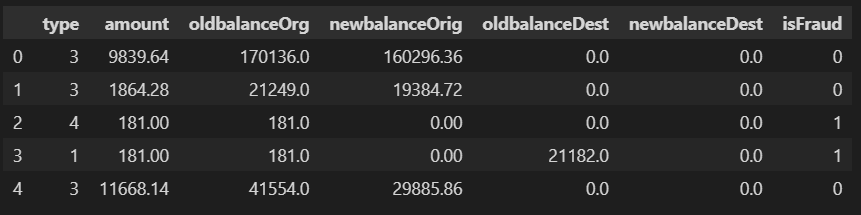 type amount oldbalanceOrg newbalanceOrig oldbalanceDest newbalanceDest isFraud
0 3 9839.64 170136.0 160296.36 0.0 0.0 0
1 3 1864.28 21249.0 19384.72 0.0 0.0 0
2 4 181.00 181.0 0.00 0.0 0.0 1
3 1 181.00 181.0 0.00 21182.0 0.0 1
4 3 11668.14 41554.0 29885.86 0.0 0.0 0